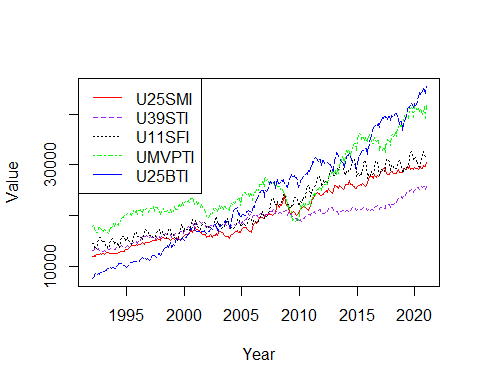 U25SMI
U39STI
U11SFI
UMVPTI
U25BTI
Value
10000
30000
1995
2000
2005
2010
2015
2020
Year